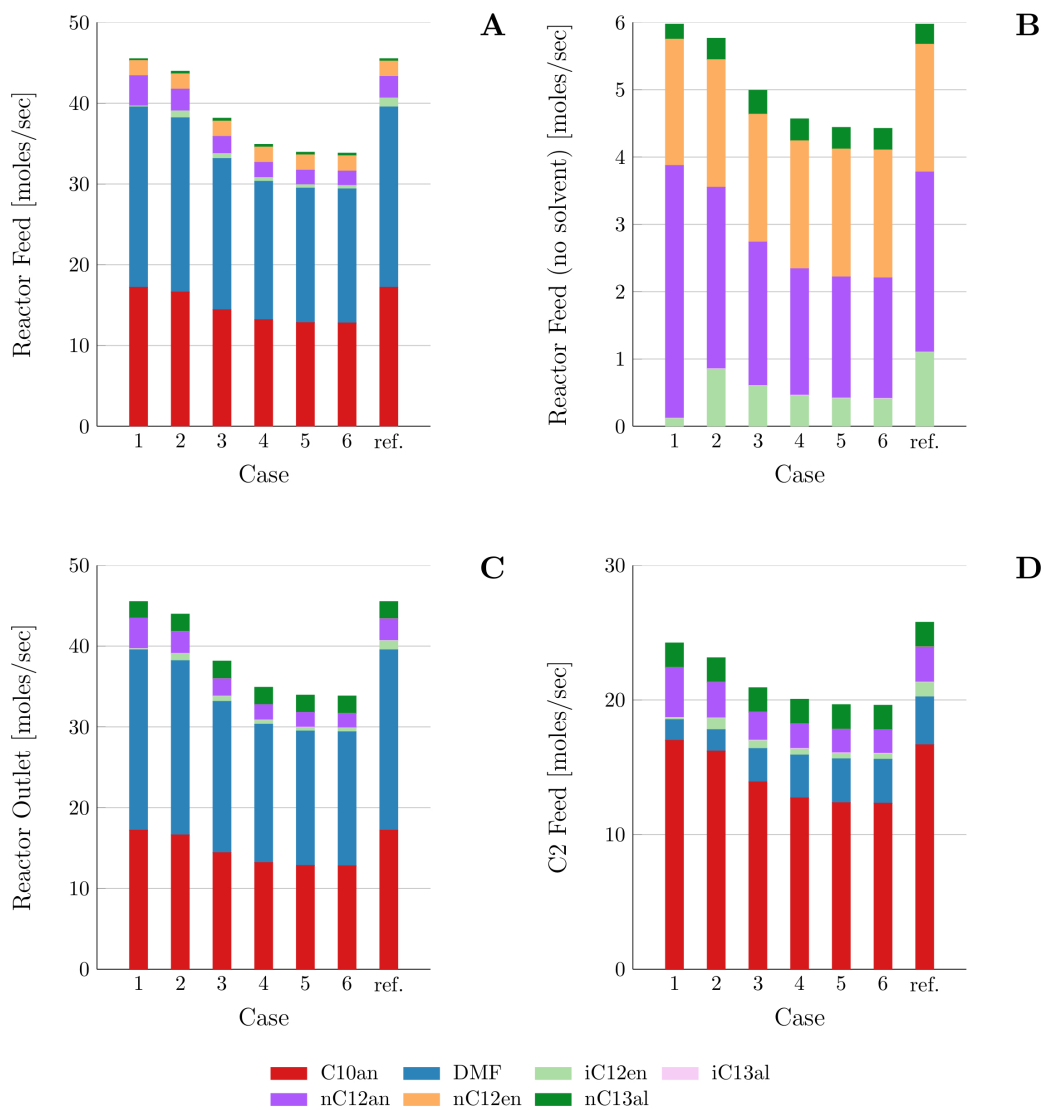 A
Reactor Feed [moles/sec]
50
40
30
20
10
0
1 2 3 4 5 6 ref.
Case
B
Reactor Feed (no solvent) [moles/sec]
6
5
4
3
2
1
0
1 2 3 4 5 6 ref.
Case
C
Reactor Outlet [moles/sec]
50
40
30
20
10
0
1 2 3 4 5 6 ref.
Case
D
C2 Feed [moles/sec]
30
20
10
0
1 2 3 4 5 6 ref.
Case
C10an DMF iC12en iC13al
nC12an nC12en nC13al